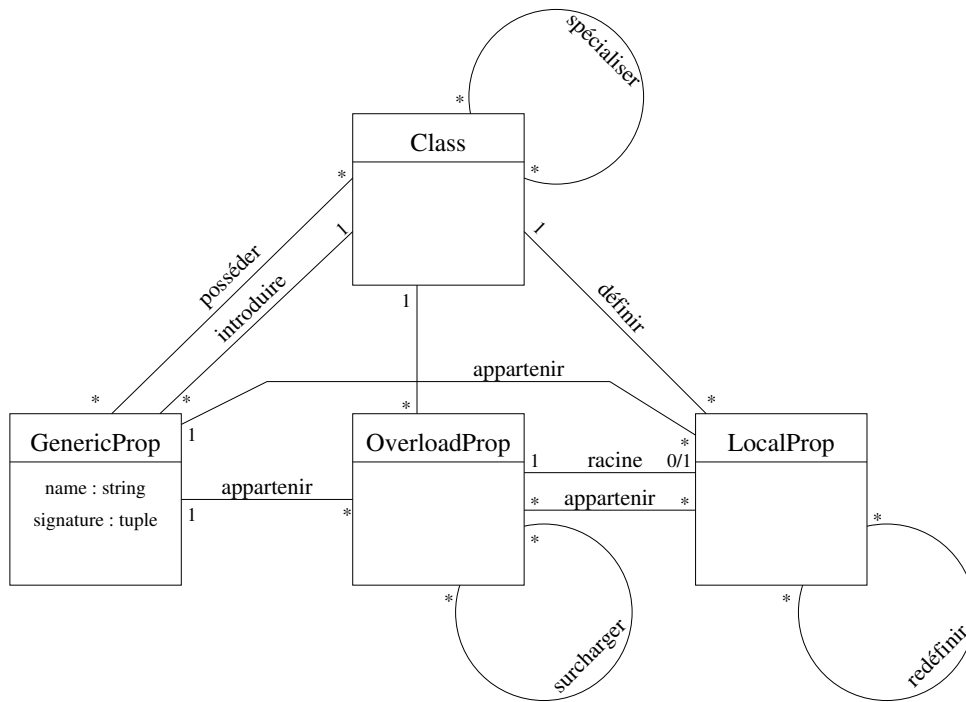 spécialiser
*
Class
*
*
1
1
posséder
introduire
définir
1
appartenir
*
*
*
*
GenericProp
1
OverloadProp
*
LocalProp
name : string
signature : tuple
appartenir
1
*
1
racine
0/1
*
appartenir
*
*
*
surcharger
*
*
redéfinir